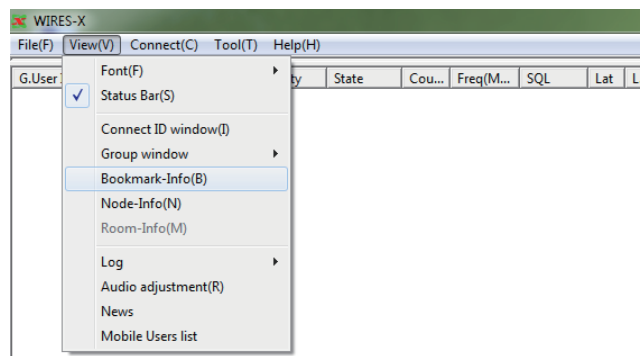 WIRES-X
File(F) View(V) Connect(C) Tool(T) Help(H)
G.User ty State Cou... Freq(M... SQL Lat L
Font(F)
Status Bar(S)
Connect ID window(I)
Group window
Bookmark-Info(B)
Node-Info(N)
Room-Info(M)
Log
Audio adjustment(R)
News
Mobile Users list